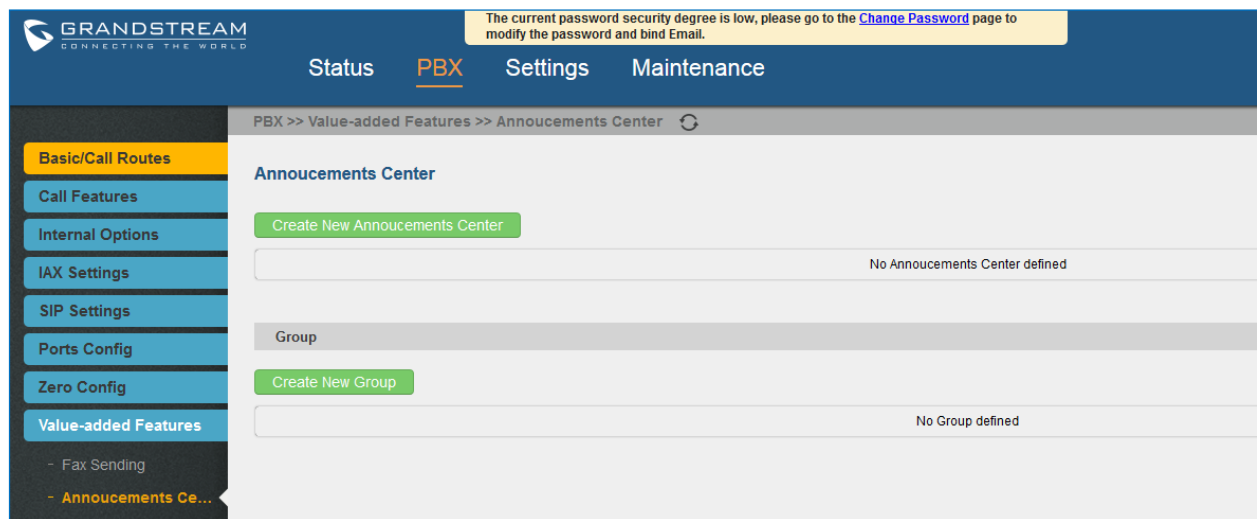 GRANDSTREAM
CONNECTING THE WORLD
The current password security degree is low, please go to the Change Password page to
modify the password and bind Email.
Status PBX Settings Maintenance
PBX >> Value-added Features >> Annoucements Center
Basic/Call Routes
Call Features
Internal Options
IAX Settings
SIP Settings
Ports Config
Zero Config
Value-added Features
- Fax Sending
- Annoucements Ce...
Annoucements Center
Create New Annoucements Center
No Annoucements Center defined
Group
Create New Group
No Group defined